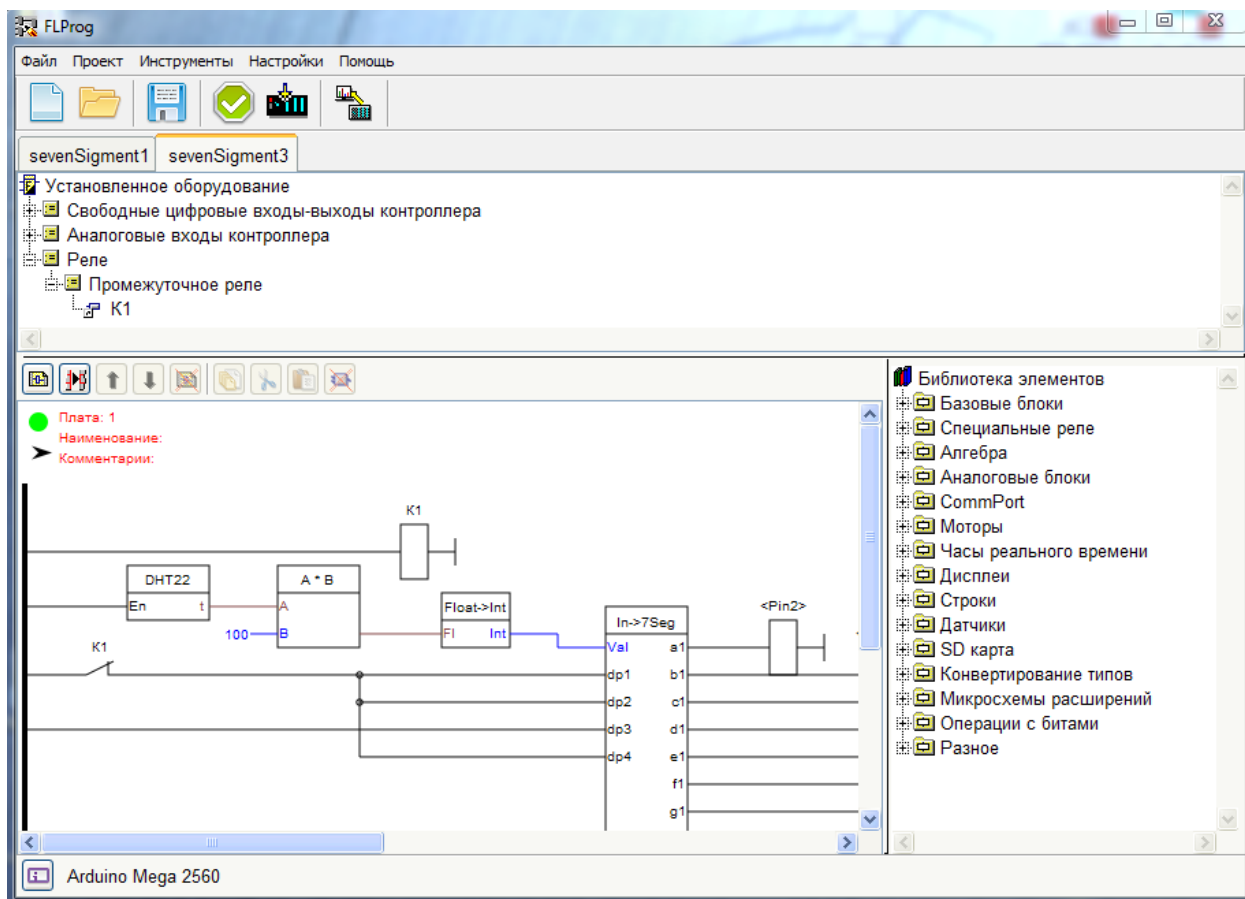 FLProg
Файл Проект Инструменты Настройки Помощь
sevenSigment1 sevenSigment3
Установленное оборудование
Свободные цифровые входы-выходы контроллера
Аналоговые входы контроллера
Реле
Промежуточное реле
К1
Плата: 1
Наименование:
Комментарии:
К1
DHT22
En t
A * B
A
100 B
Float->Int
Fl Int
In->7Seg
Val a1
dp1 b1
dp2 c1
dp3 d1
dp4 e1
f1
g1
<Pin2>
К1
Библиотека элементов
Базовые блоки
Специальные реле
Алгебра
Аналоговые блоки
CommPort
Моторы
Часы реального времени
Дисплеи
Строки
Датчики
SD карта
Конвертирование типов
Микросхемы расширений
Операции с битами
Разное
Arduino Mega 2560